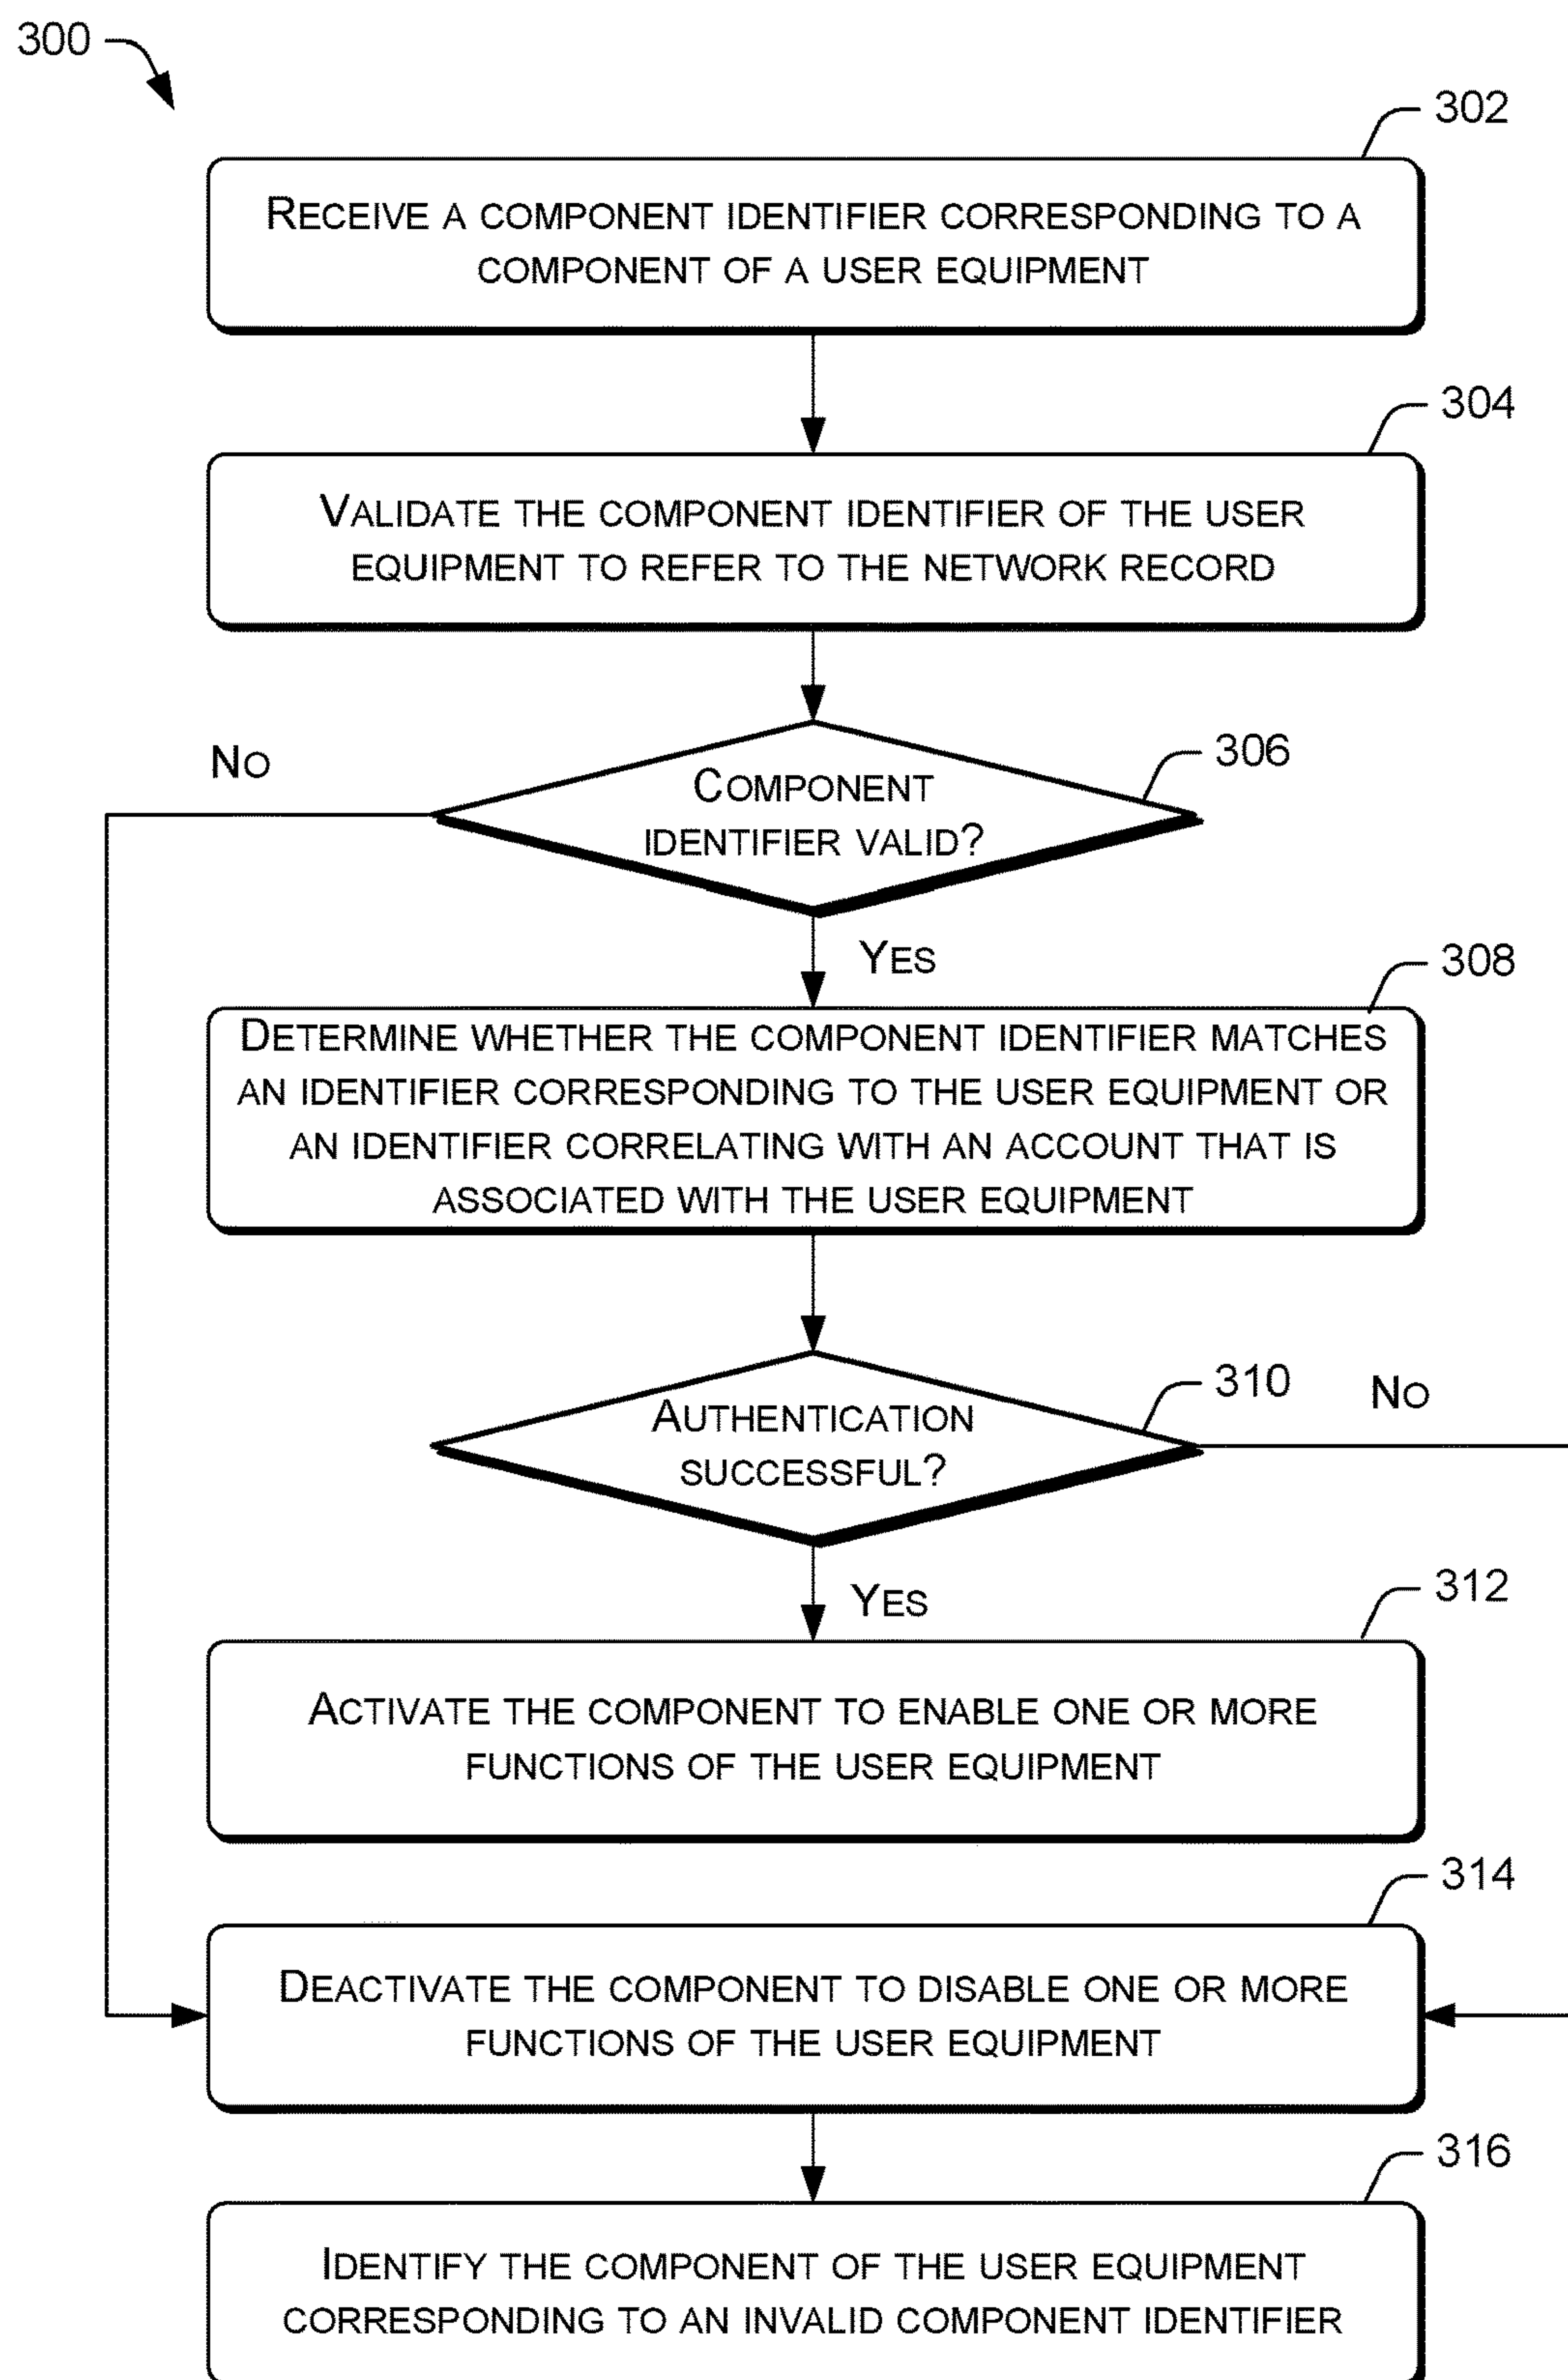 300
302
RECEIVE A COMPONENT IDENTIFIER CORRESPONDING TO A
COMPONENT OF A USER EQUIPMENT
304
VALIDATE THE COMPONENT IDENTIFIER OF THE USER
EQUIPMENT TO REFER TO THE NETWORK RECORD
306
NO
COMPONENT
IDENTIFIER VALID?
YES
308
DETERMINE WHETHER THE COMPONENT IDENTIFIER MATCHES
AN IDENTIFIER CORRESPONDING TO THE USER EQUIPMENT OR
AN IDENTIFIER CORRELATING WITH AN ACCOUNT THAT IS
ASSOCIATED WITH THE USER EQUIPMENT
310
NO
AUTHENTICATION
SUCCESSFUL?
YES
312
ACTIVATE THE COMPONENT TO ENABLE ONE OR MORE
FUNCTIONS OF THE USER EQUIPMENT
314
DEACTIVATE THE COMPONENT TO DISABLE ONE OR MORE
FUNCTIONS OF THE USER EQUIPMENT
316
IDENTIFY THE COMPONENT OF THE USER EQUIPMENT
CORRESPONDING TO AN INVALID COMPONENT IDENTIFIER